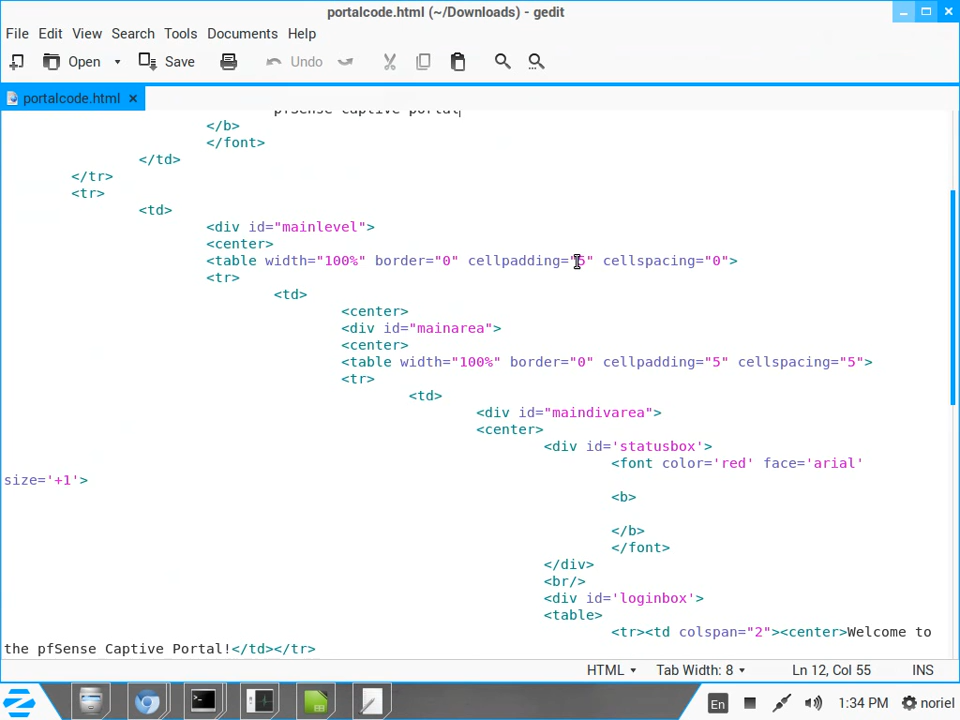 portalcode.html (~/Downloads) - gedit
File Edit View Search Tools Documents Help
Open Save Undo
portalcode.html ×
pfSense captive portal
</b>
</font>
</td>
</tr>
<tr>
<td>
<div id="mainlevel">
<center>
<table width="100%" border="0" cellpadding="5" cellspacing="0">
<tr>
<td>
<center>
<div id="mainarea">
<center>
<table width="100%" border="0" cellpadding="5" cellspacing="5">
<tr>
<td>
<div id="maindivarea">
<center>
<div id='statusbox'>
<font color='red' face='arial'
size='+1'>
<b>
</b>
</font>
</div>
<br/>
<div id='loginbox'>
<table>
<tr><td colspan="2"><center>Welcome to
the pfSense Captive Portal!</td></tr>
HTML Tab Width: 8 Ln 12, Col 55 INS
En 1:34 PM noriel